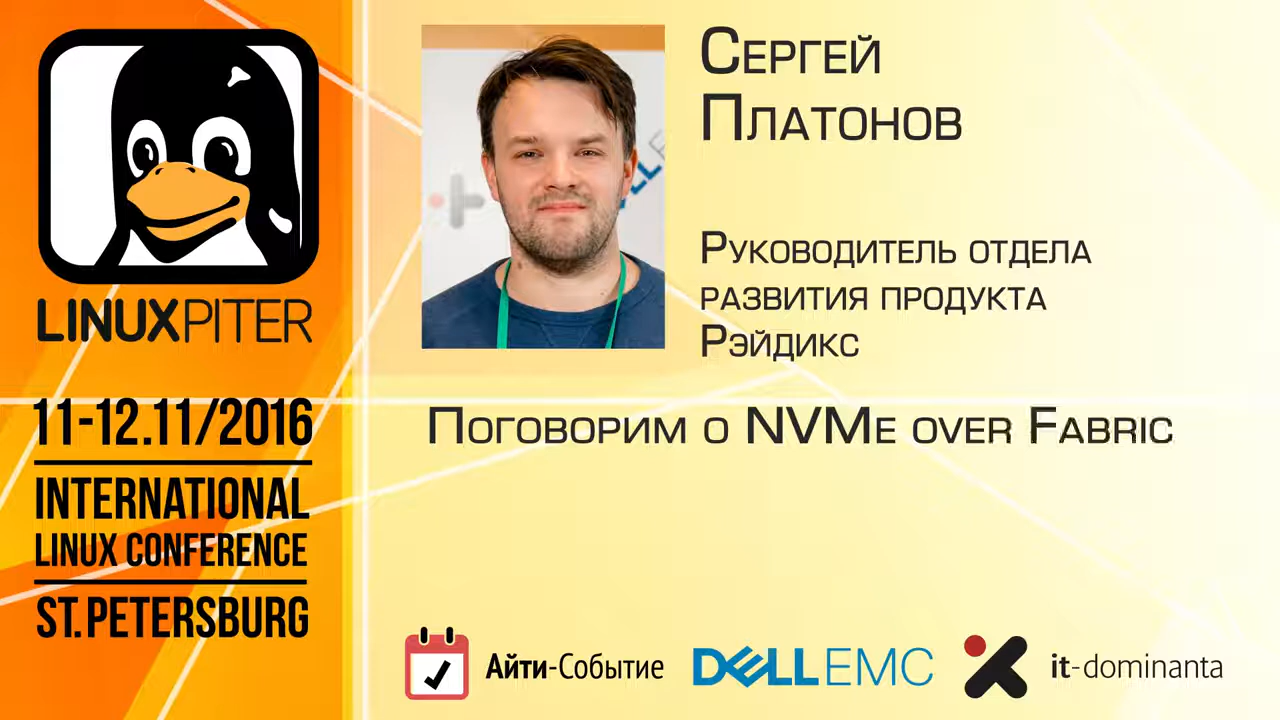 LINUXPITER
11-12.11/2016
INTERNATIONAL
LINUX CONFERENCE
ST. PETERSBURG
СЕРГЕЙ
ПЛАТОНОВ
РУКОВОДИТЕЛЬ ОТДЕЛА
РАЗВИТИЯ ПРОДУКТА
РЭЙДИКС
ПОГОВОРИМ О NVME OVER FABRIC
Айти-Событие
DELL EMC
it-dominanta